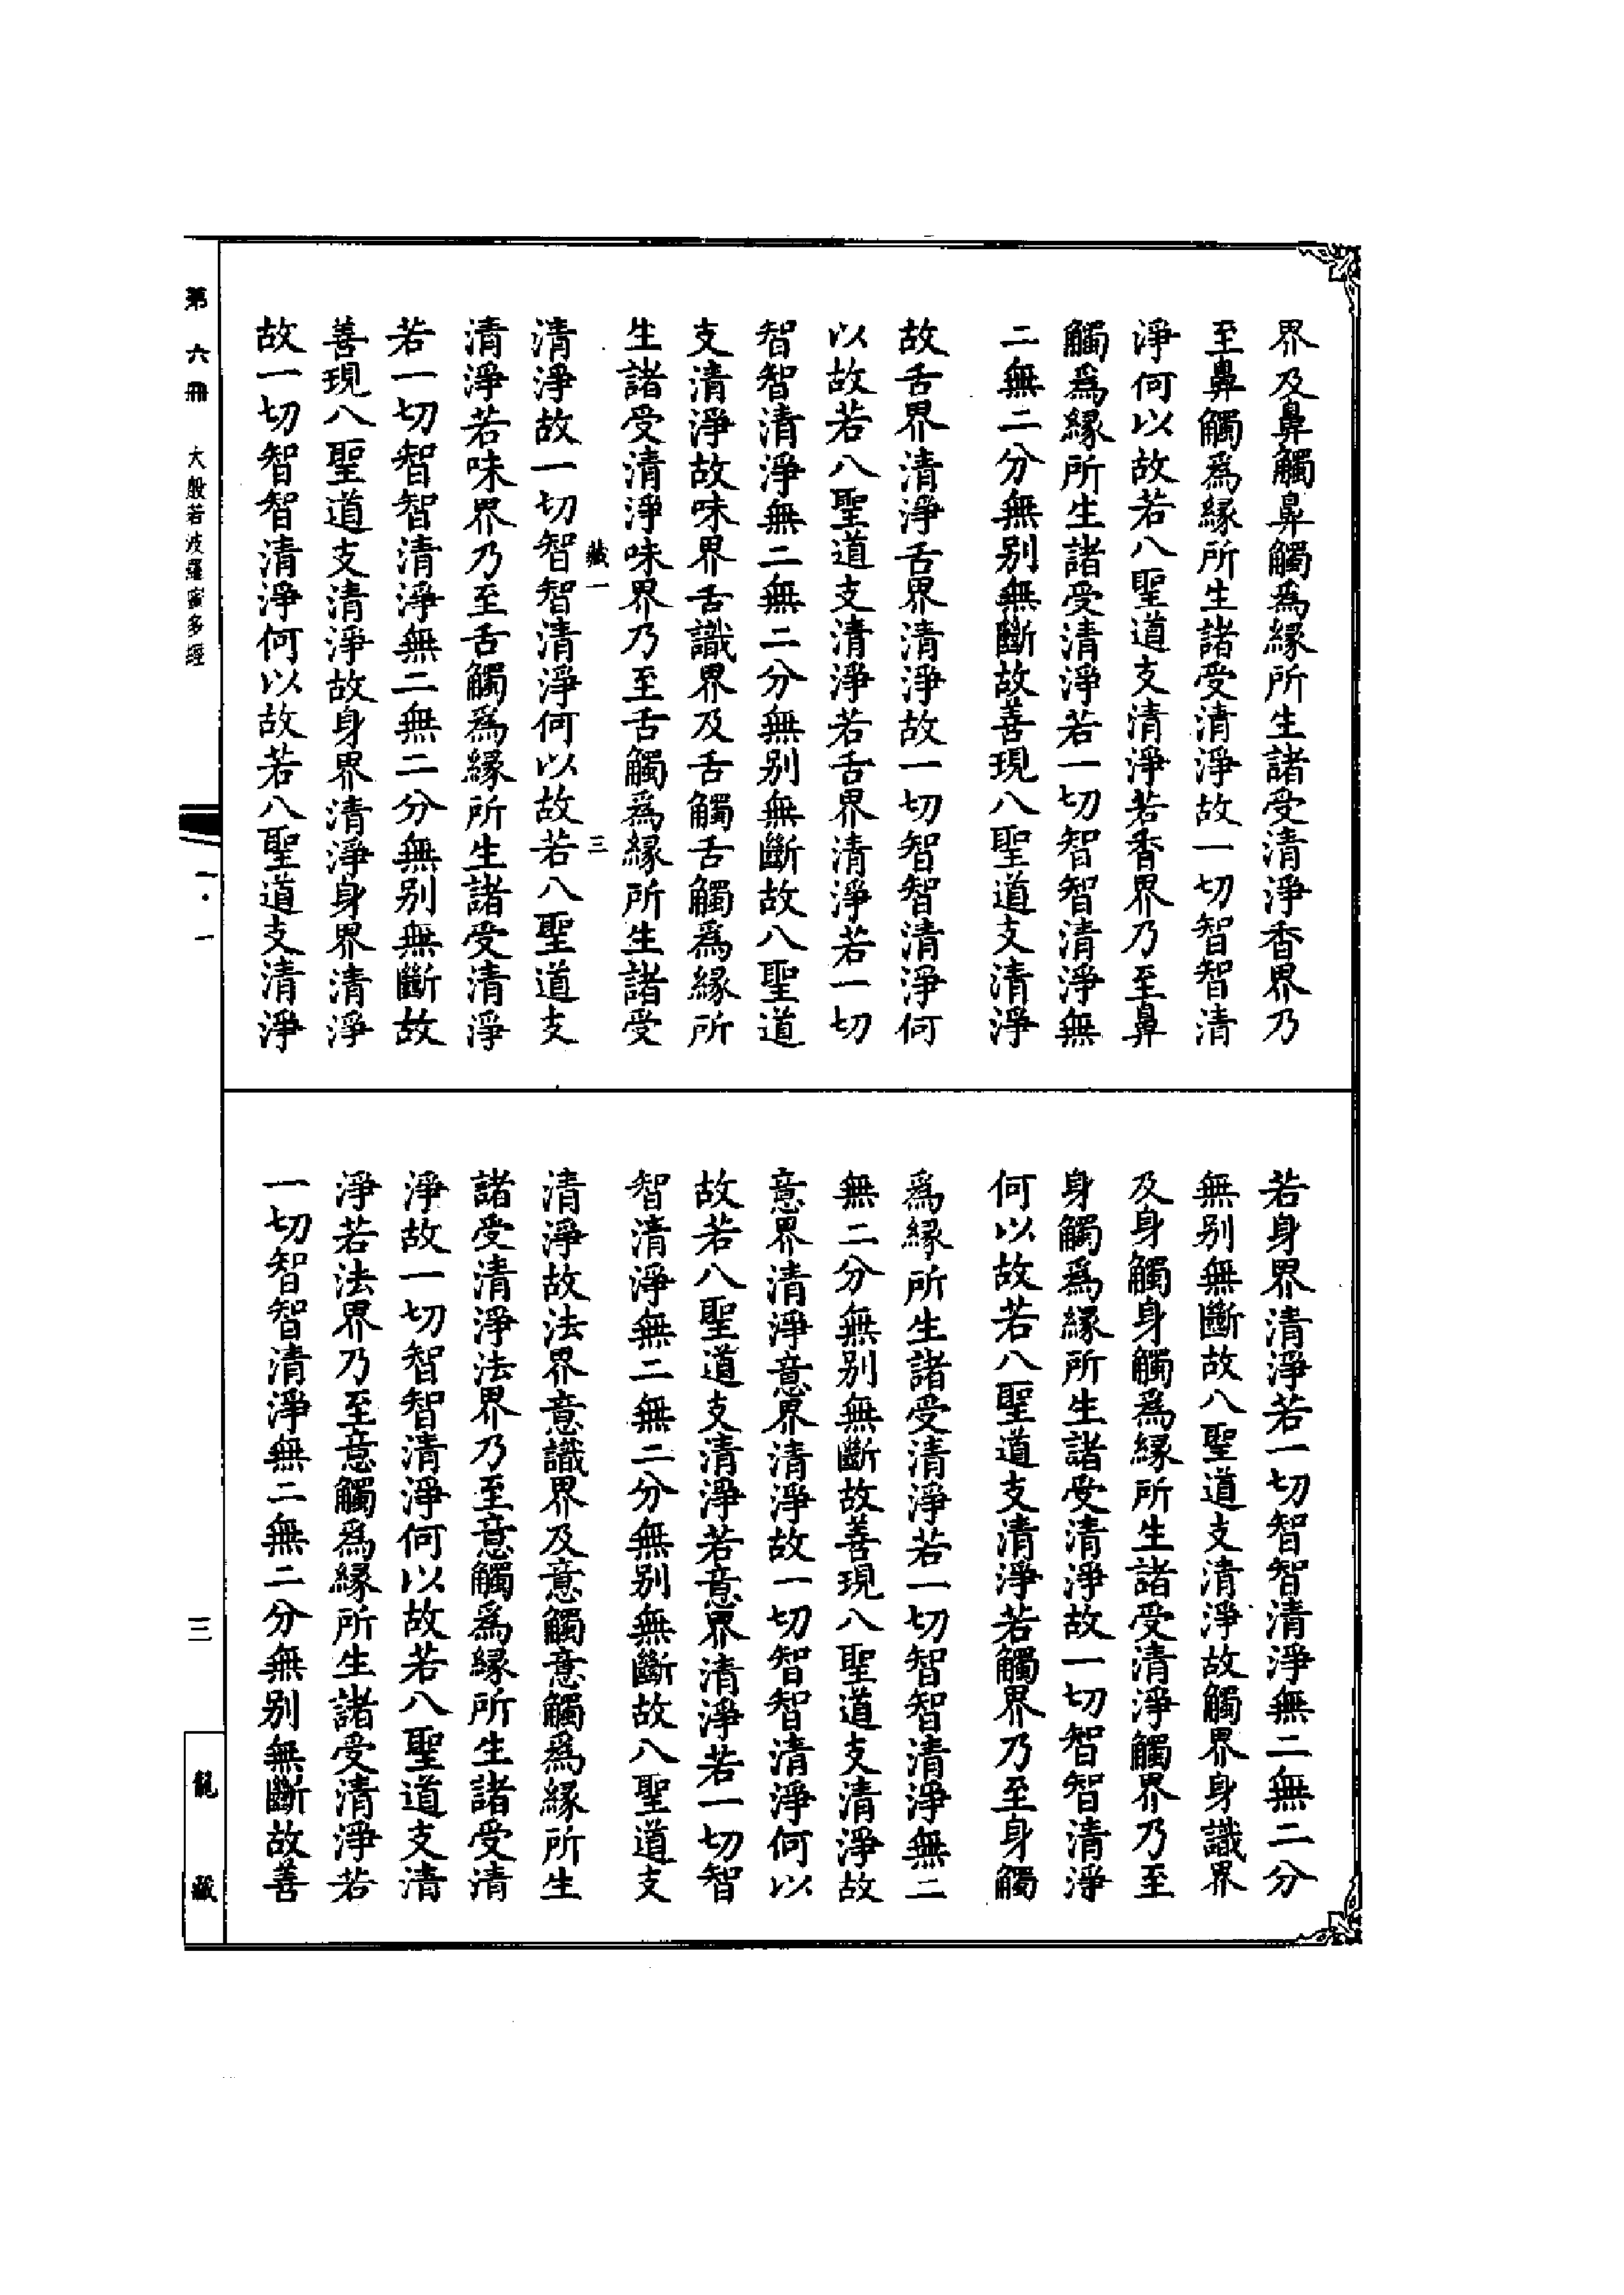 界及鼻觸鼻觸爲緣所生諸受清淨香界乃
至鼻觸爲緣所生諸受清淨故一切智智清
淨何以故若八聖道支清淨若香界乃至鼻
觸爲緣所生諸受清淨若一切智智清淨無
二無二分無别無斷故善現八聖道支清淨
故舌界清淨舌界清淨故一切智智清淨何
以故若八聖道支清淨若舌界清淨若一切
智智清淨無二無二分無别無斷故八聖道
支清淨故味界舌識界及舌觸舌觸爲緣所
生諸受清淨味界乃至舌觸爲緣所生諸受
藏一 三
清淨故一切智智清淨何以故若八聖道支
清淨若味界乃至舌觸爲緣所生諸受清淨
若一切智智清淨無二無二分無别無斷故
善現八聖道支清淨故身界清淨身界清淨
故一切智智清淨何以故若八聖道支清淨
若身界清淨若一切智智清淨無二無二分
無别無斷故八聖道支清淨故觸界身識界
及身觸身觸爲緣所生諸受清淨觸界乃至
身觸爲緣所生諸受清淨故一切智智清淨
何以故若八聖道支清淨若觸界乃至身觸
爲緣所生諸受清淨若一切智智清淨無二
無二分無别無斷故善現八聖道支清淨故
意界清淨意界清淨故一切智智清淨何以
故若八聖道支清淨若意界清淨若一切智
智清淨無二無二分無别無斷故八聖道支
清淨故法界意識界及意觸意觸爲緣所生
諸受清淨法界乃至意觸爲緣所生諸受清
淨故一切智智清淨何以故若八聖道支清
淨若法界乃至意觸爲緣所生諸受清淨若
一切智智清淨無二無二分無别無斷故善
第六冊 大般若波羅蜜多經 一·一 三 龍藏